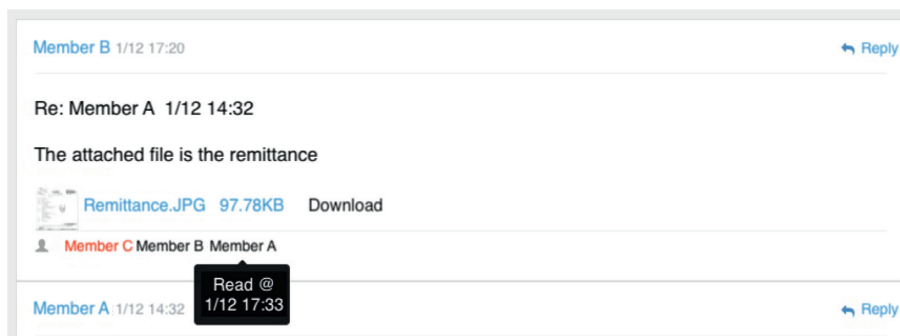 Member B 1/12 17:20 Reply
Re: Member A 1/12 14:32
The attached file is the remittance
Remittance.JPG 97.78KB Download
Member C Member B Member A
Read @
1/12 17:33
Member A 1/12 14:32 Reply